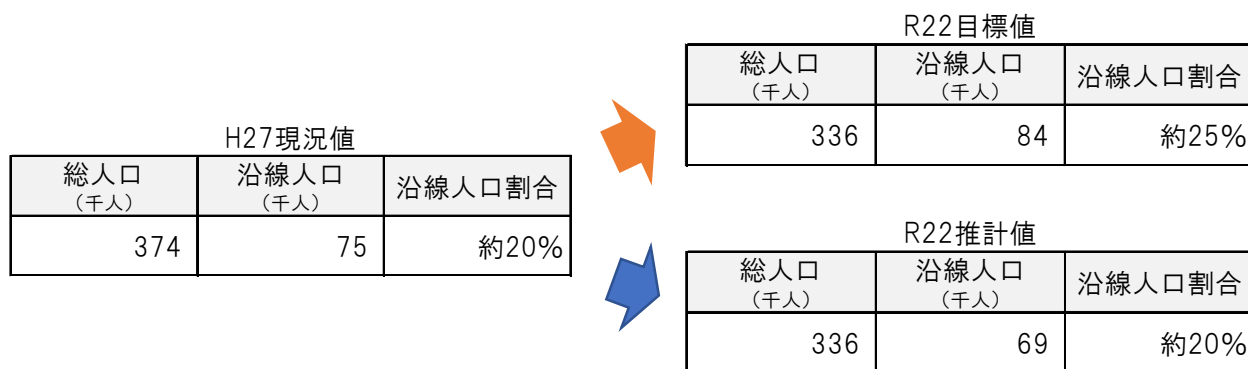 H27現況値
総人口
（千人）
沿線人口
（千人）
沿線人口割合
374
75
約20%
R22目標値
総人口
（千人）
沿線人口
（千人）
沿線人口割合
336
84
約25%
R22推計値
総人口
（千人）
沿線人口
（千人）
沿線人口割合
336
69
約20%